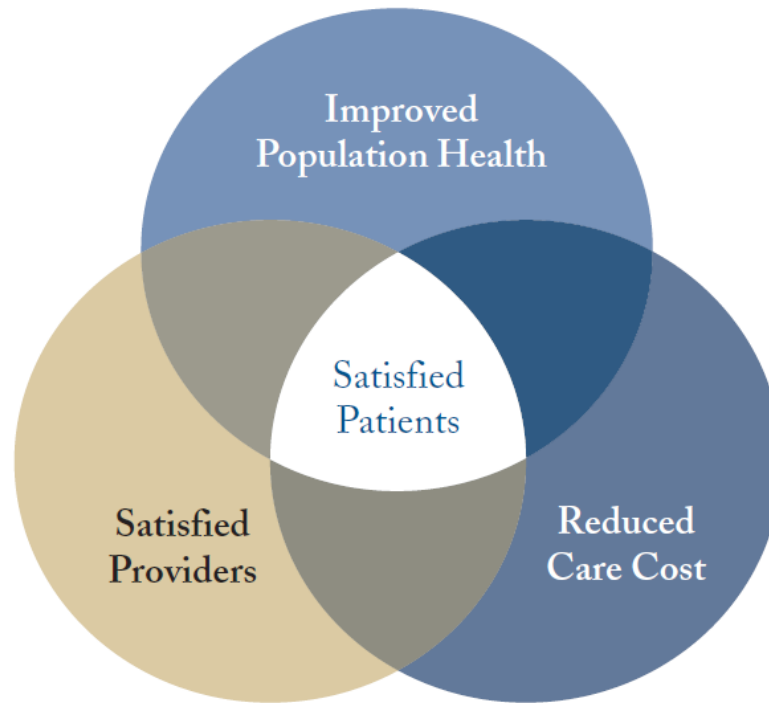 Improved
Population Health
Satisfied
Patients
Satisfied
Providers
Reduced
Care Cost